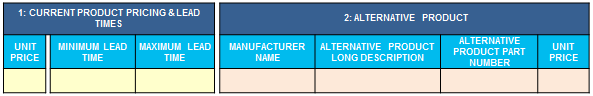 1: CURRENT PRODUCT PRICING & LEAD
TIMES
2: ALTERNATIVE PRODUCT
UNIT
PRICE
MINIMUM LEAD
TIME
MAXIMUM LEAD
TIME
MANUFACTURER
NAME
ALTERNATIVE PRODUCT
LONG DESCRIPTION
ALTERNATIVE
PRODUCT PART
NUMBER
UNIT
PRICE